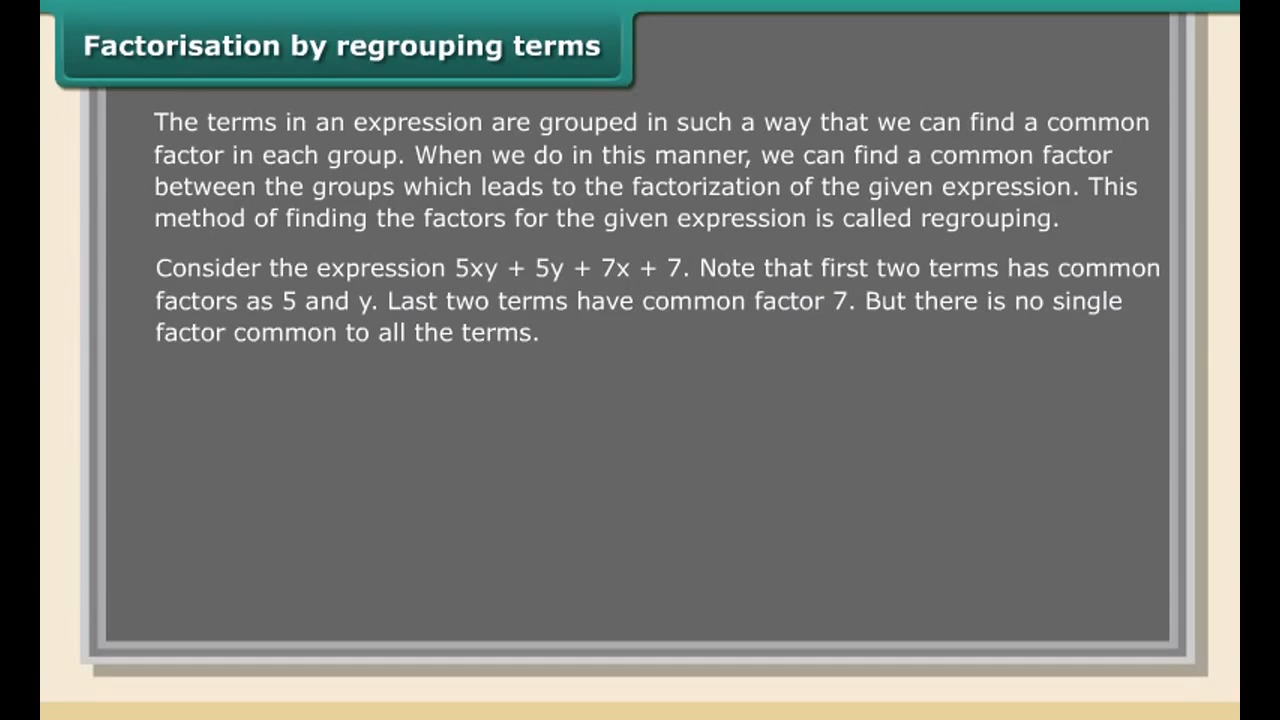 Factorisation by regrouping terms
The terms in an expression are grouped in such a way that we can find a common
factor in each group. When we do in this manner, we can find a common factor
between the groups which leads to the factorization of the given expression. This
method of finding the factors for the given expression is called regrouping.
Consider the expression 5xy + 5y + 7x + 7. Note that first two terms has common
factors as 5 and y. Last two terms have common factor 7. But there is no single
factor common to all the terms.